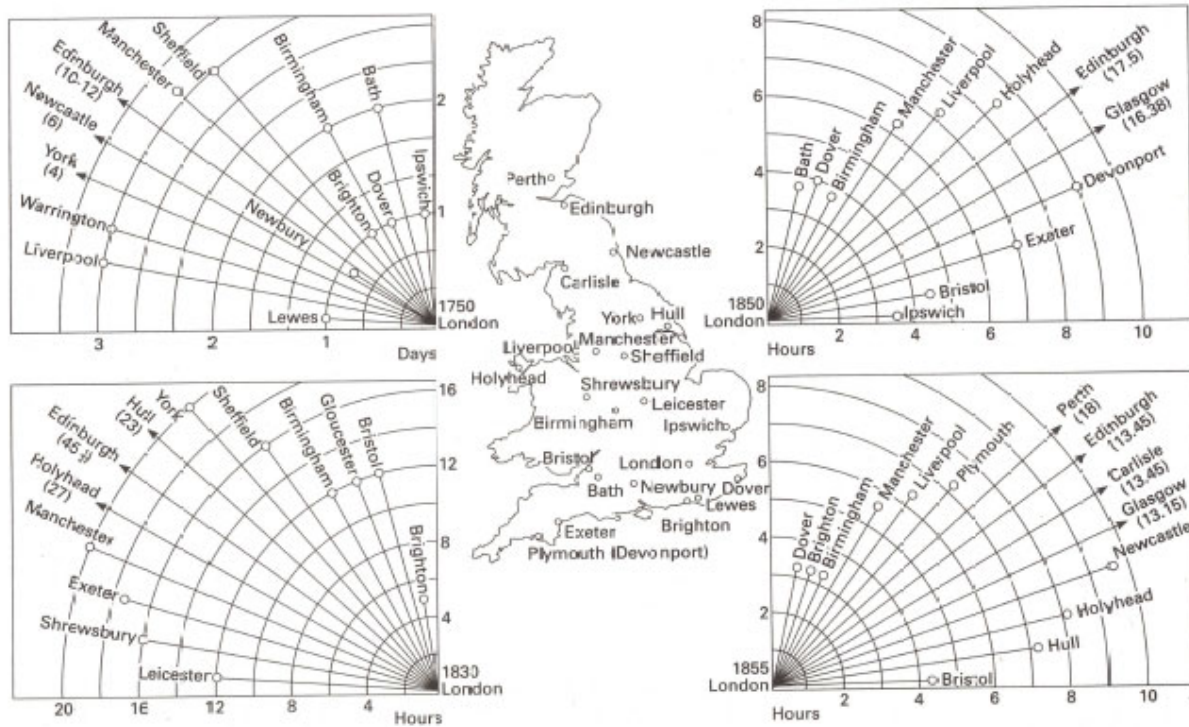 Sheffield
Manchester
Edinburgh
(10-12)
Newcastle
(6)
York
(4)
Warrington
Liverpool
Birmingham
Bath
Brighton
Dover
Ipswich
Newbury
Lewes
2
1
1750
London
3
2
1
Days
Perth
Edinburgh
Newcastle
Carlisle
York
Hull
Manchester
Liverpool
Sheffield
Holyhead
Shrewsbury
Leicester
Birmingham
Ipswich
Bristol
London
Bath
Newbury
Dover
Lewes
Brighton
Exeter
Plymouth (Devonport)
8
6
4
2
Bath
Dover
Birmingham
Manchester
Liverpool
Holyhead
Edinburgh
(17.5)
Glasgow
(16.38)
Devonport
Exeter
Bristol
Ipswich
1850
London
Hours
2
4
6
8
10
16
12
8
4
York
Hull
(23)
Edinburgh
Holyhead
(27)
Manchester
Exeter
Shrewsbury
Leicester
Sheffield
Birmingham
Gloucester
Bristol
Brighton
1830
London
20
16
12
8
4
Hours
8
6
4
2
Dover
Brighton
Birmingham
Manchester
Liverpool
Plymouth
Perth
(18)
Edinburgh
(13.45)
Carlisle
(13.45)
Glasgow
(13.15)
Newcastle
Holyhead
Hull
Bristol
1855
London
Hours
2
4
6
8
10